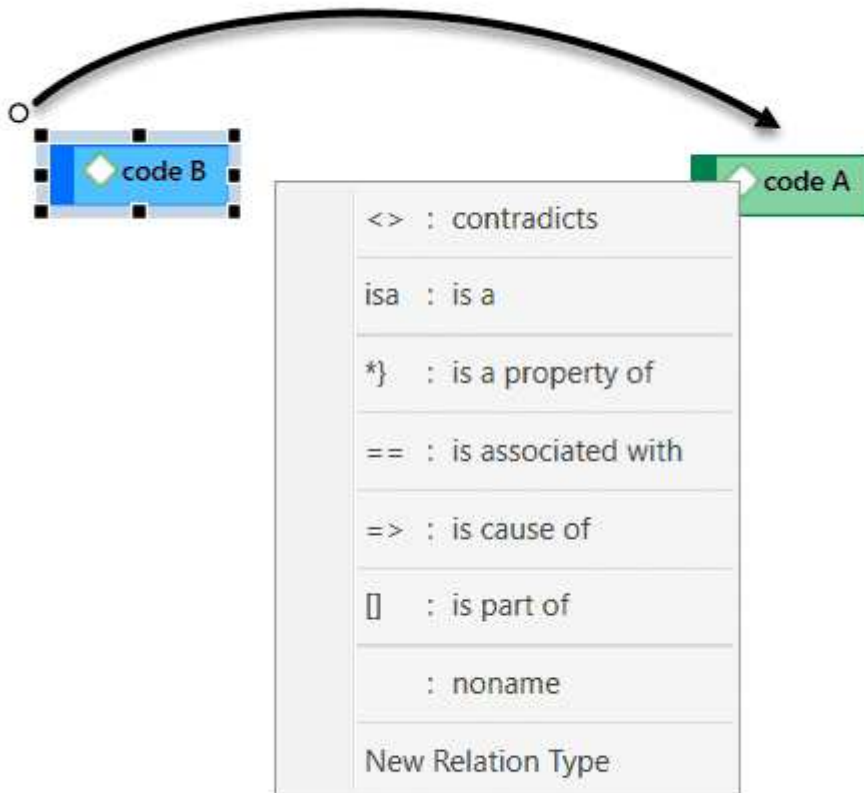 code B
code A
<> : contradicts
isa : is a
*} : is a property of
== : is associated with
=> : is cause of
[] : is part of
: noname
New Relation Type